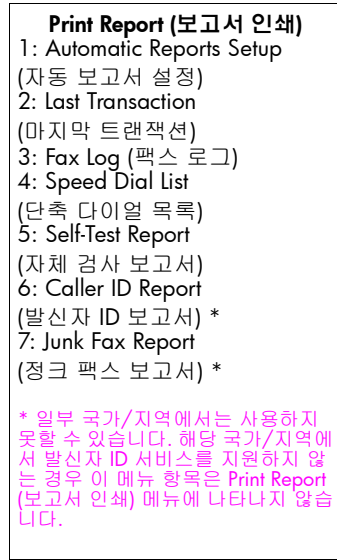 Print Report (보고서 인쇄)
1: Automatic Reports Setup
(자동 보고서 설정)
2: Last Transaction
(마지막 트랜잭션)
3: Fax Log (팩스 로그)
4: Speed Dial List
(단축 다이얼 목록)
5: Self-Test Report
(자체 검사 보고서)
6: Caller ID Report
(발신자 ID 보고서) *
7: Junk Fax Report
(정크 팩스 보고서) *
* 일부 국가/지역에서는 사용하지
못할 수 있습니다. 해당 국가/지역에
서 발신자 ID 서비스를 지원하지 않
는 경우 이 메뉴 항목은 Print Report
(보고서 인쇄) 메뉴에 나타나지 않습
니다.